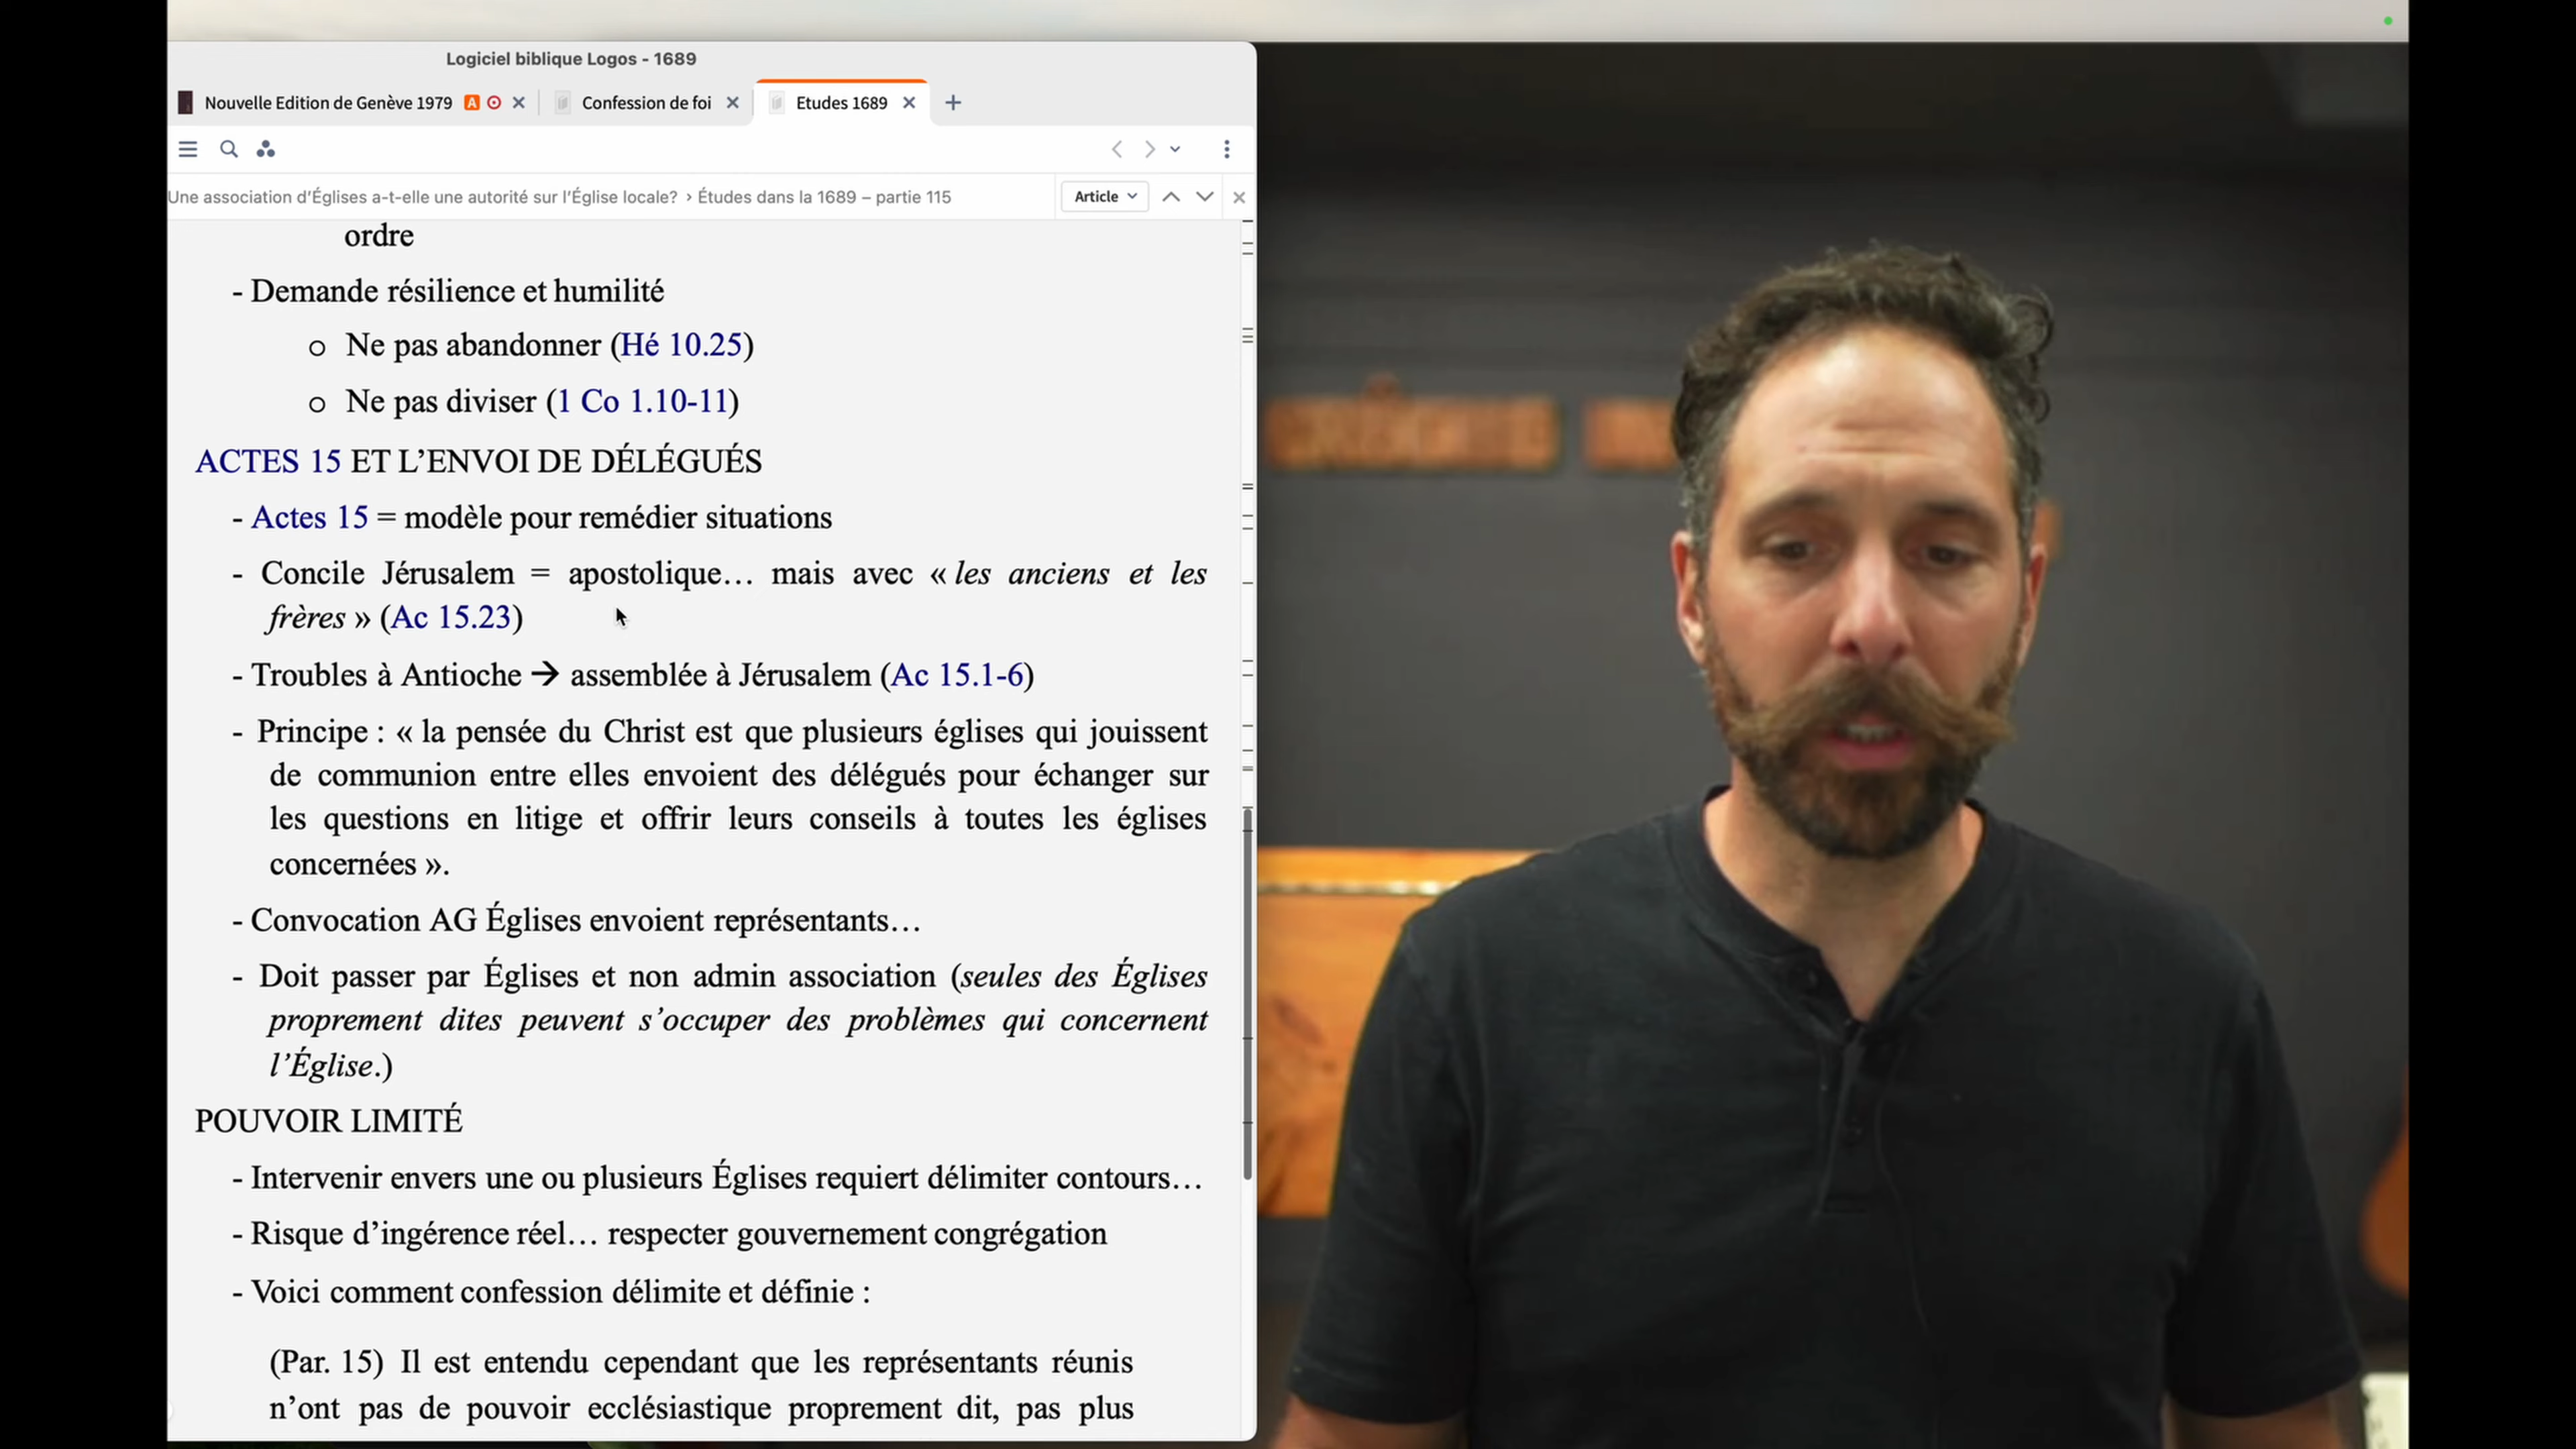 Logiciel biblique Logos - 1689
Nouvelle Edition de Genève 1979 A
Confession de foi
Etudes 1689
Une association d’Églises a-t-elle une autorité sur l’Église locale? › Études dans la 1689 – partie 115
Article
ordre
- Demande résilience et humilité
o Ne pas abandonner (Hé 10.25)
o Ne pas diviser (1 Co 1.10-11)
ACTES 15 ET L’ENVOI DE DÉLÉGUÉS
- Actes 15 = modèle pour remédier situations
- Concile Jérusalem = apostolique… mais avec « les anciens et les
frères » (Ac 15.23)
- Troubles à Antioche → assemblée à Jérusalem (Ac 15.1-6)
- Principe : « la pensée du Christ est que plusieurs églises qui jouissent
de communion entre elles envoient des délégués pour échanger sur
les questions en litige et offrir leurs conseils à toutes les églises
concernées ».
- Convocation AG Églises envoient représentants…
- Doit passer par Églises et non admin association (seules des Églises
proprement dites peuvent s’occuper des problèmes qui concernent
l’Église.)
POUVOIR LIMITÉ
- Intervenir envers une ou plusieurs Églises requiert délimiter contours…
- Risque d’ingérence réel… respecter gouvernement congrégation
- Voici comment confession délimite et définie :
(Par. 15) Il est entendu cependant que les représentants réunis
n’ont pas de pouvoir ecclésiastique proprement dit, pas plus